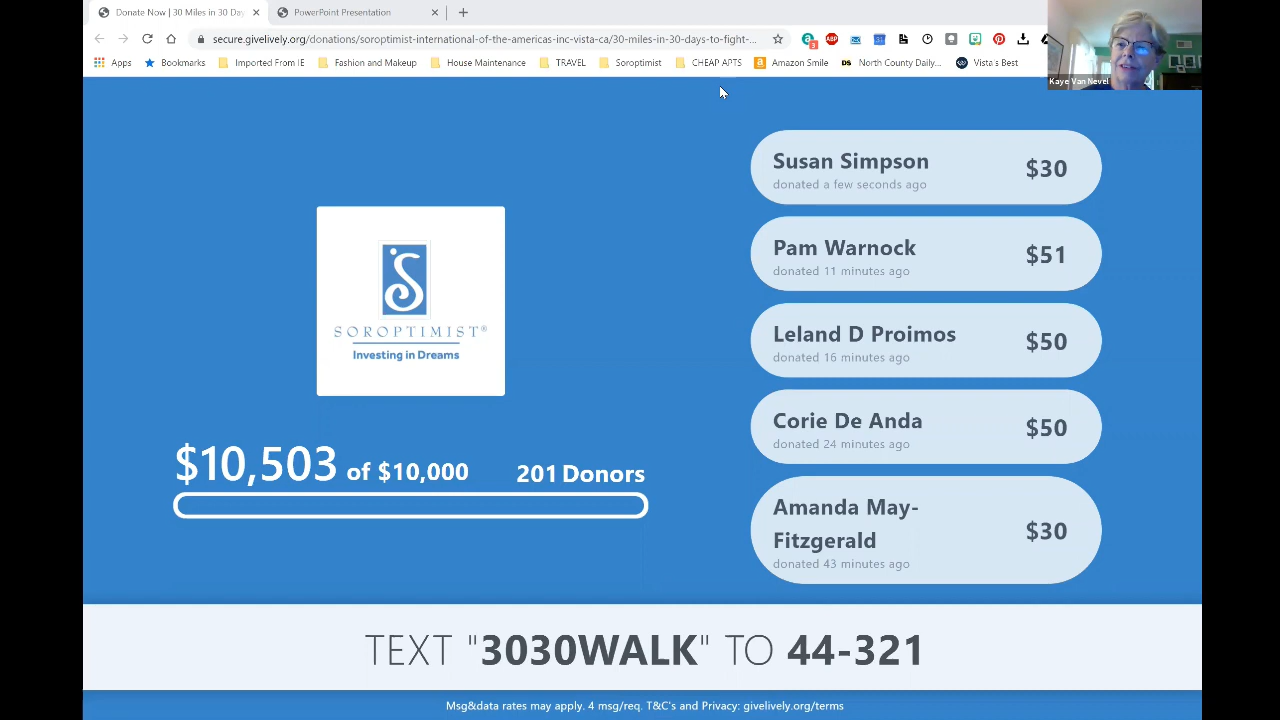 Donate Now | 30 Miles in 30 Day
PowerPoint Presentation
secure.givelively.org/donations/soroptimist-international-of-the-americas-inc-vista-ca/30-miles-in-30-days-to-fight-...
3
ABP
Apps
Bookmarks
Imported From IE
Fashion and Makeup
House Maintenance
TRAVEL
Soroptimist
CHEAP APTS
Amazon Smile
North County Daily...
Vista's Best
Kaye Van Nevel
SOROPTIMIST®
Investing in Dreams
$10,503 of $10,000
201 Donors
Susan Simpson
$30
donated a few seconds ago
Pam Warnock
$51
donated 11 minutes ago
Leland D Proimos
$50
donated 16 minutes ago
Corie De Anda
$50
donated 24 minutes ago
Amanda May-
Fitzgerald
$30
donated 43 minutes ago
TEXT "3030WALK" TO 44-321
Msg&data rates may apply. 4 msg/req. T&C's and Privacy: givelively.org/terms